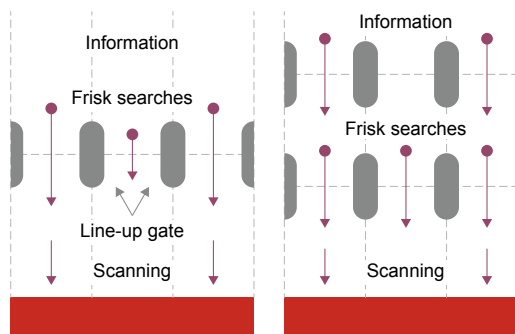 Information
Frisk searches
Line-up gate
Scanning
Information
Frisk searches
Scanning